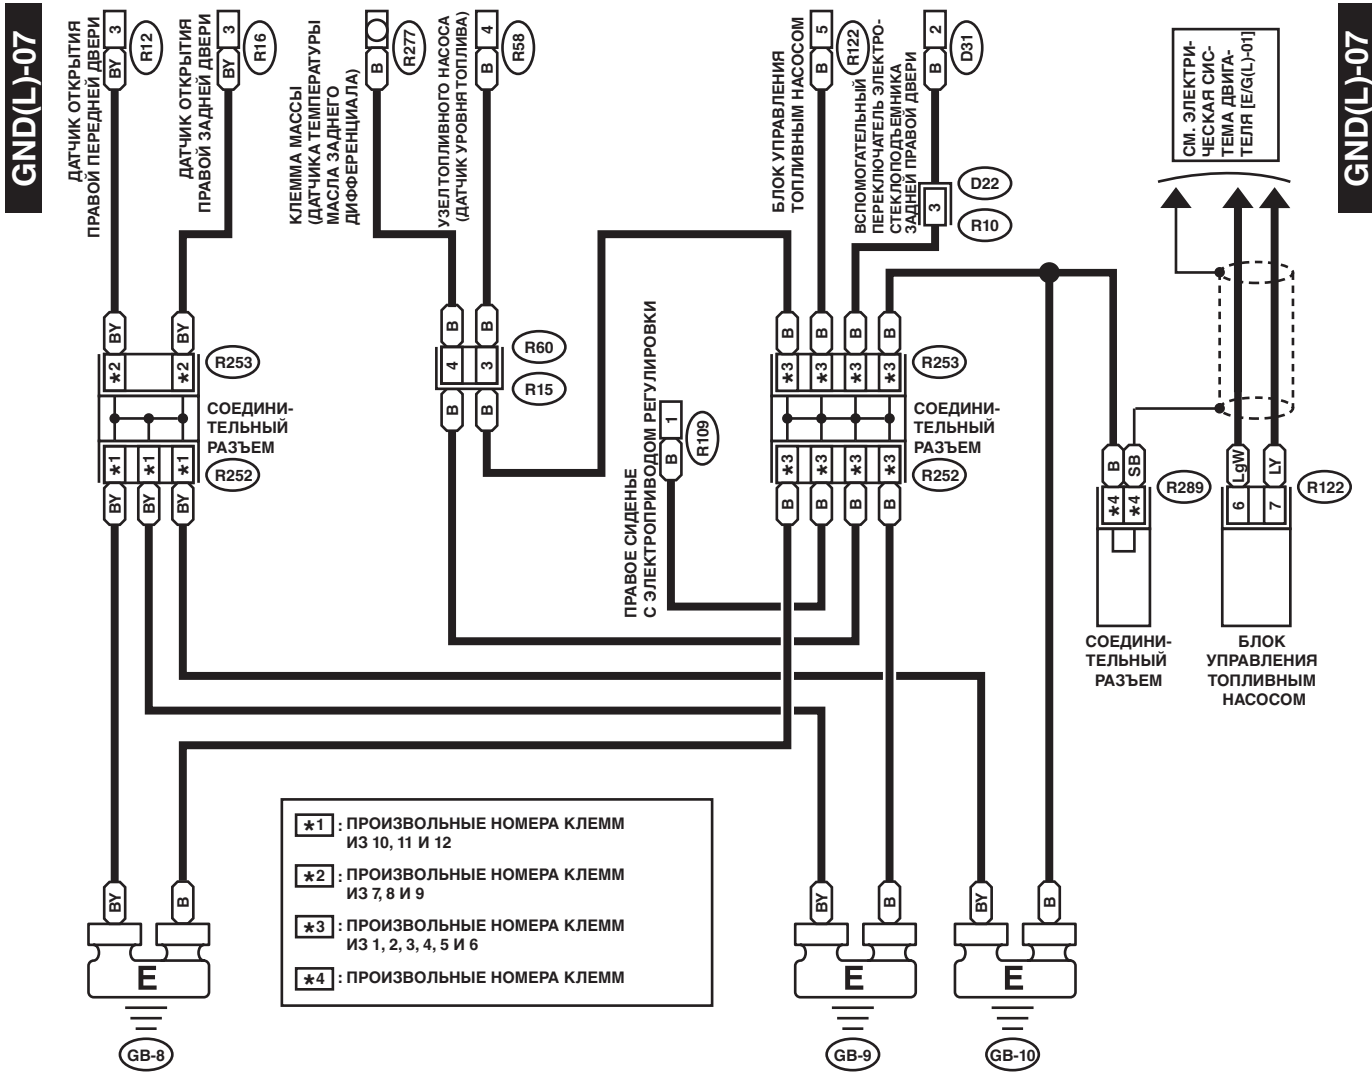 GND(L)-07
GND(L)-07
ДАТЧИК ОТКРЫТИЯ
ПРАВОЙ ПЕРЕДНЕЙ ДВЕРИ
3
BY
R12
ДАТЧИК ОТКРЫТИЯ
ПРАВОЙ ЗАДНЕЙ ДВЕРИ
3
BY
R16
КЛЕММА МАССЫ
(ДАТЧИКА ТЕМПЕРАТУРЫ
МАСЛА ЗАДНЕГО
ДИФФЕРЕНЦИАЛА)
B
R277
УЗЕЛ ТОПЛИВНОГО НАСОСА
(ДАТЧИК УРОВНЯ ТОПЛИВА)
4
B
R58
БЛОК УПРАВЛЕНИЯ
ТОПЛИВНЫМ НАСОСОМ
5
B
R122
ВСПОМОГАТЕЛЬНЫЙ
ПЕРЕКЛЮЧАТЕЛЬ ЭЛЕКТРО-
СТЕКЛОПОДЪЕМНИКА
ЗАДНЕЙ ПРАВОЙ ДВЕРИ
2
B
D31
3
D22
R10
СМ. ЭЛЕКТРИ-
ЧЕСКАЯ СИС-
ТЕМА ДВИГА-
ТЕЛЯ [E/G(L)-01]
BY
BY
*2
*2
R253
СОЕДИНИ-
ТЕЛЬНЫЙ
РАЗЪЕМ
*1
*1
*1
R252
BY
BY
BY
B
B
4
3
R60
R15
B
B
ПРАВОЕ СИДЕНЬЕ
С ЭЛЕКТРОПРИВОДОМ РЕГУЛИРОВКИ
1
B
R109
B
B
B
B
*3
*3
*3
*3
R253
СОЕДИНИ-
ТЕЛЬНЫЙ
РАЗЪЕМ
*3
*3
*3
*3
R252
B
B
B
B
B
SB
*4
*4
R289
СОЕДИНИ-
ТЕЛЬНЫЙ
РАЗЪЕМ
LgW
LY
6
7
R122
БЛОК
УПРАВЛЕНИЯ
ТОПЛИВНЫМ
НАСОСОМ
*1 : ПРОИЗВОЛЬНЫЕ НОМЕРА КЛЕММ
ИЗ 10, 11 И 12
*2 : ПРОИЗВОЛЬНЫЕ НОМЕРА КЛЕММ
ИЗ 7, 8 И 9
*3 : ПРОИЗВОЛЬНЫЕ НОМЕРА КЛЕММ
ИЗ 1, 2, 3, 4, 5 И 6
*4 : ПРОИЗВОЛЬНЫЕ НОМЕРА КЛЕММ
BY
B
E
GB-8
BY
B
E
GB-9
BY
B
E
GB-10